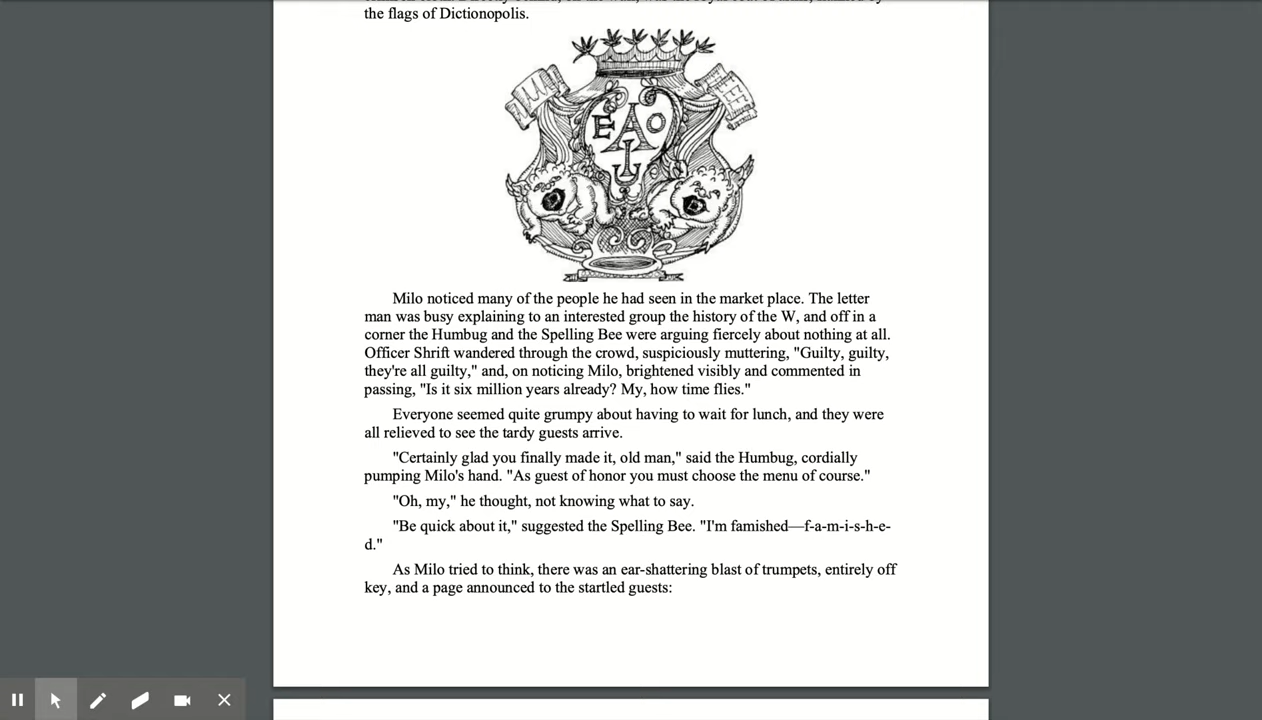 the flags of Dictionopolis.
E A O
I
U
Milo noticed many of the people he had seen in the market place. The letter
man was busy explaining to an interested group the history of the W, and off in a
corner the Humbug and the Spelling Bee were arguing fiercely about nothing at all.
Officer Shrift wandered through the crowd, suspiciously muttering, "Guilty, guilty,
they're all guilty," and, on noticing Milo, brightened visibly and commented in
passing, "Is it six million years already? My, how time flies."
Everyone seemed quite grumpy about having to wait for lunch, and they were
all relieved to see the tardy guests arrive.
"Certainly glad you finally made it, old man," said the Humbug, cordially
pumping Milo's hand. "As guest of honor you must choose the menu of course."
"Oh, my," he thought, not knowing what to say.
"Be quick about it," suggested the Spelling Bee. "I'm famished—f-a-m-i-s-h-e-
d."
As Milo tried to think, there was an ear-shattering blast of trumpets, entirely off
key, and a page announced to the startled guests: